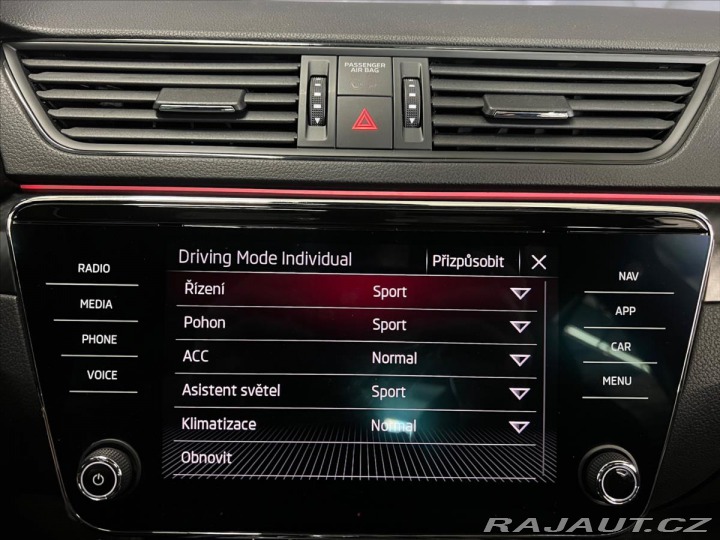 PASSENGER
AIR BAG
Driving Mode Individual Přizpůsobit
RADIO
MEDIA
PHONE
VOICE
Řízení Sport
Pohon Sport
ACC Normal
Asistent světel Sport
Klimatizace Normal
Obnovit
NAV
APP
CAR
MENU
RAJAUT.CZ